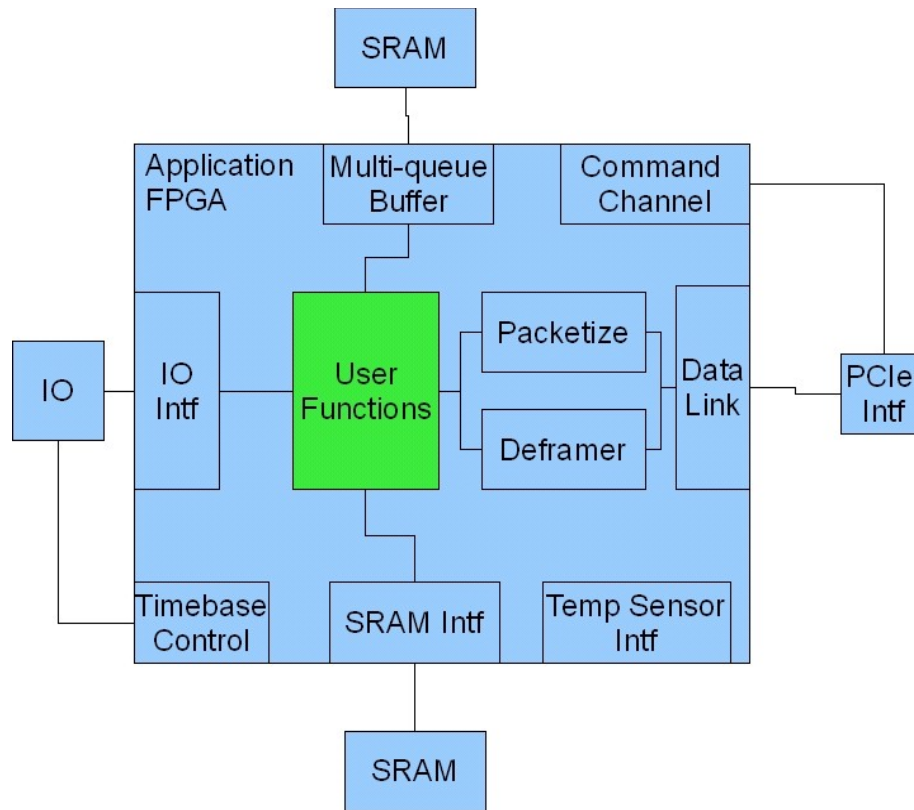 SRAM
Application
FPGA
Multi-queue
Buffer
Command
Channel
IO
IO
Intf
User
Functions
Packetize
Deframer
Data
Link
PCIe
Intf
Timebase
Control
SRAM Intf
Temp Sensor
Intf
SRAM